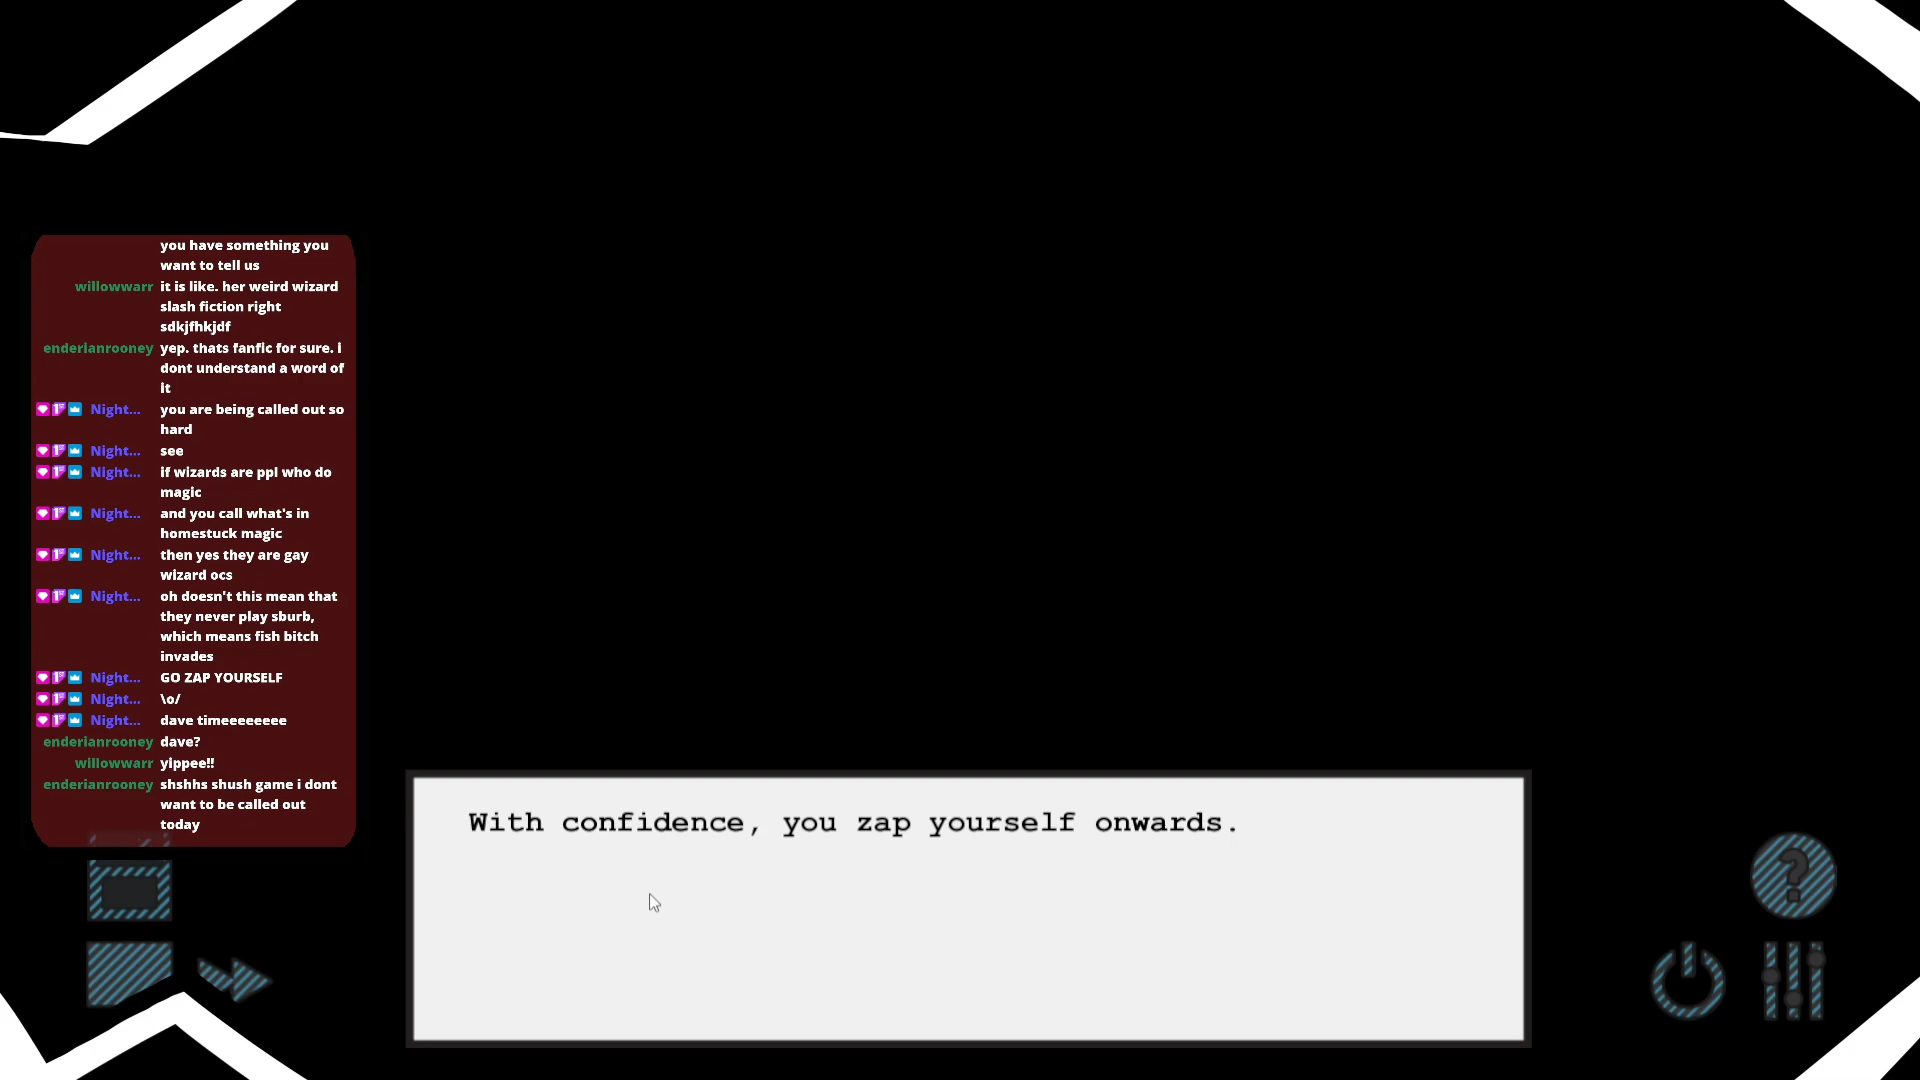 you have something you
want to tell us
willowwarr it is like. her weird wizard
slash fiction right
sdkjfhkjdf
enderianrooney yep. thats fanfic for sure. i
dont understand a word of
it
Night... you are being called out so
hard
Night... see
Night... if wizards are ppl who do
magic
Night... and you call what's in
homestuck magic
Night... then yes they are gay
wizard ocs
Night... oh doesn't this mean that
they never play sburb,
which means fish bitch
invades
Night... GO ZAP YOURSELF
Night... \o/
Night... dave timeeeeeeee
enderianrooney dave?
willowwarr yippee!!
enderianrooney shshhs shush game i dont
want to be called out
today
With confidence, you zap yourself onwards.
?